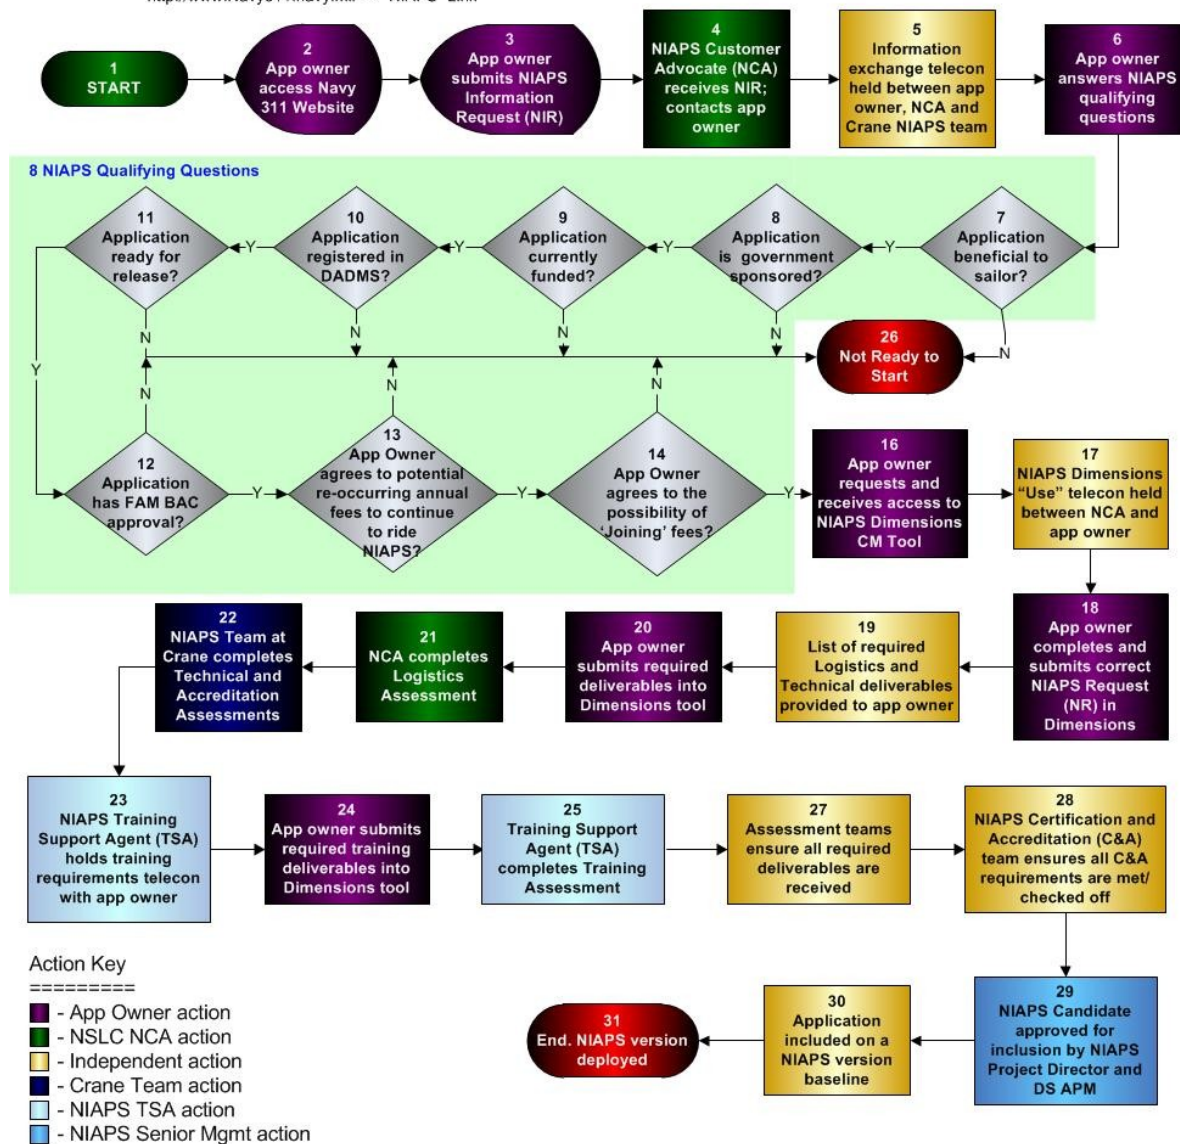 1
START
2
App owner
access Navy
311 Website
3
App owner
submits NIAPS
Information
Request (NIR)
4
NIAPS Customer
Advocate (NCA)
receives NIR;
contacts app
owner
5
Information
exchange telecon
held between app
owner, NCA and
Crane NIAPS team
6
App owner
answers NIAPS
qualifying
questions
8 NIAPS Qualifying Questions
11
Application
ready for
release?
Y
10
Application
registered in
DADMS?
Y
9
Application
currently
funded?
Y
8
Application
is government
sponsored?
Y
7
Application
beneficial to
sailor?
N
N
N
N
N
26
Not Ready to
Start
Y
N
N
N
12
Application
has FAM BAC
approval?
Y
13
App Owner
agrees to potential
re-occurring annual
fees to continue
to ride
NIAPS?
Y
14
App Owner
agrees to the
possibility of
‘Joining’ fees?
Y
16
App owner
requests and
receives access to
NIAPS Dimensions
CM Tool
17
NIAPS Dimensions
“Use” telecon held
between NCA and
app owner
22
NIAPS Team at
Crane completes
Technical and
Accreditation
Assessments
21
NCA completes
Logistics
Assessment
20
App owner
submits required
deliverables into
Dimensions tool
19
List of required
Logistics and
Technical deliverables
provided to app owner
18
App owner
completes and
submits correct
NIAPS Request
(NR) in
Dimensions
23
NIAPS Training
Support Agent (TSA)
holds training
requirements telecon
with app owner
24
App owner submits
required training
deliverables into
Dimensions tool
25
Training Support
Agent (TSA)
completes Training
Assessment
27
Assessment teams
ensure all required
deliverables are
received
28
NIAPS Certification and
Accreditation (C&A)
team ensures all C&A
requirements are met/
checked off
Action Key
=========
- App Owner action
- NSLC NCA action
- Independent action
- Crane Team action
- NIAPS TSA action
- NIAPS Senior Mgmt action
31
End. NIAPS version
deployed
30
Application
included on a
NIAPS version
baseline
29
NIAPS Candidate
approved for
inclusion by NIAPS
Project Director and
DS APM